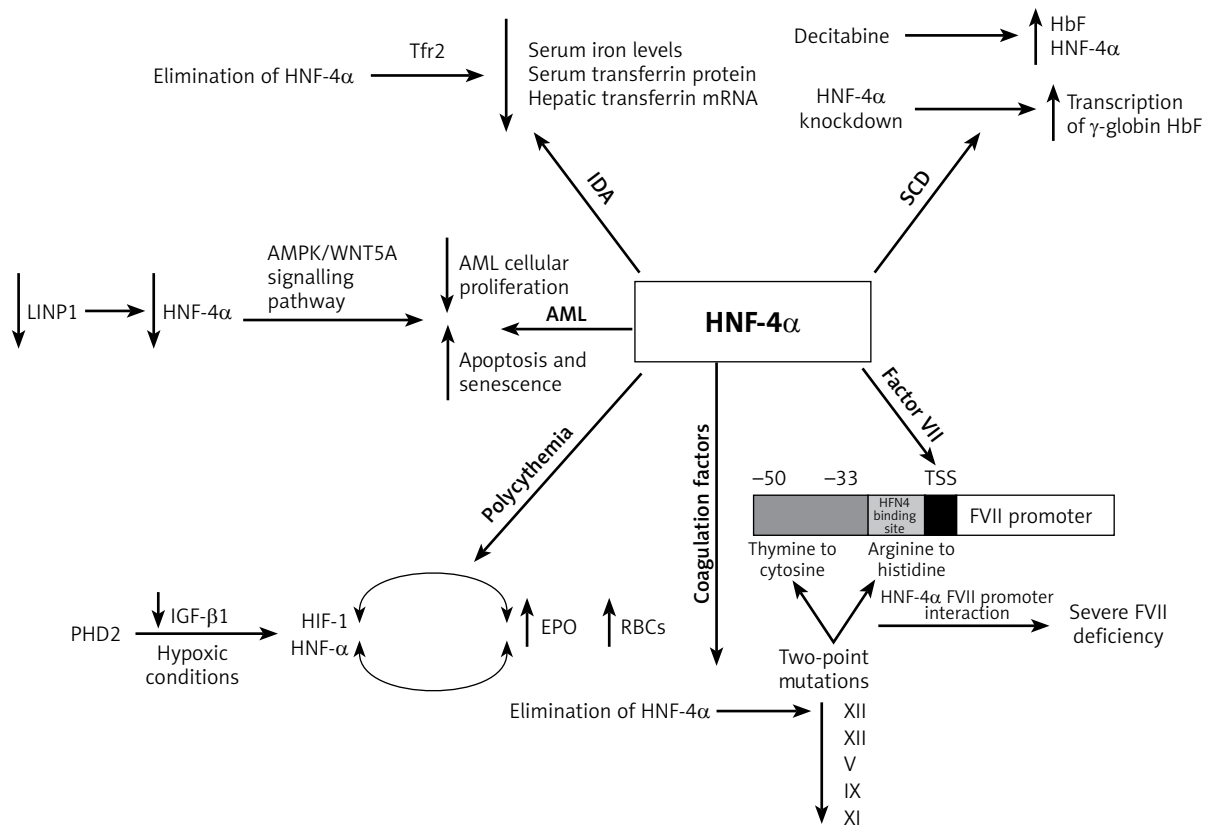 Elimination of HNF-4α
Tfr2
Serum iron levels
Serum transferrin protein
Hepatic transferrin mRNA
IDA
Decitabine
HbF
HNF-4α
HNF-4α
knockdown
Transcription
of γ-globin HbF
SCD
LINP1
HNF-4α
AMPK/WNT5A
signalling
pathway
AML cellular
proliferation
AML
Apoptosis and
senescence
HNF-4α
Polycythemia
Coagulation factors
Factor VII
−50
−33
TSS
HFN4
binding
site
FVII promoter
Thymine to
cytosine
Arginine to
histidine
HNF-4α FVII promoter
interaction
Severe FVII
deficiency
Two-point
mutations
PHD2
IGF-β1
Hypoxic
conditions
HIF-1
HNF-α
EPO
RBCs
Elimination of HNF-4α
XII
XII
V
IX
XI